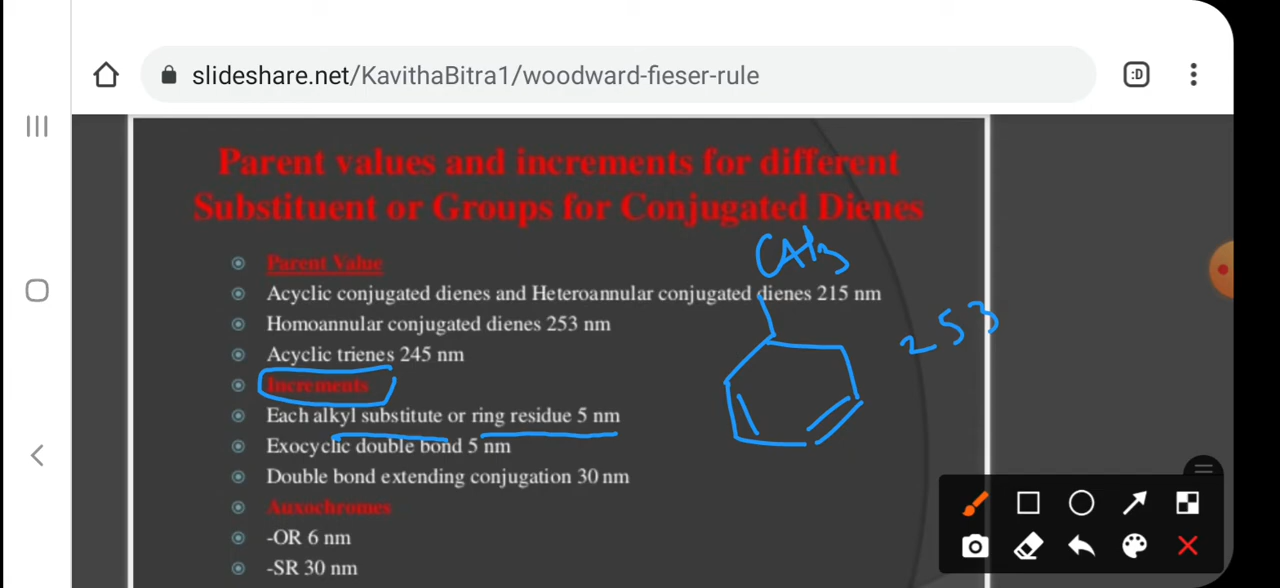 slideshare.net/KavithaBitra1/woodward-fieser-rule
:D
Parent values and increments for different
Substituent or Groups for Conjugated Dienes
Parent Value
Acyclic conjugated dienes and Heteroannular conjugated dienes 215 nm
Homoannular conjugated dienes 253 nm
Acyclic trienes 245 nm
Increments
Each alkyl substitute or ring residue 5 nm
Exocyclic double bond 5 nm
Double bond extending conjugation 30 nm
Auxochromes
-OR 6 nm
-SR 30 nm
CH3
253